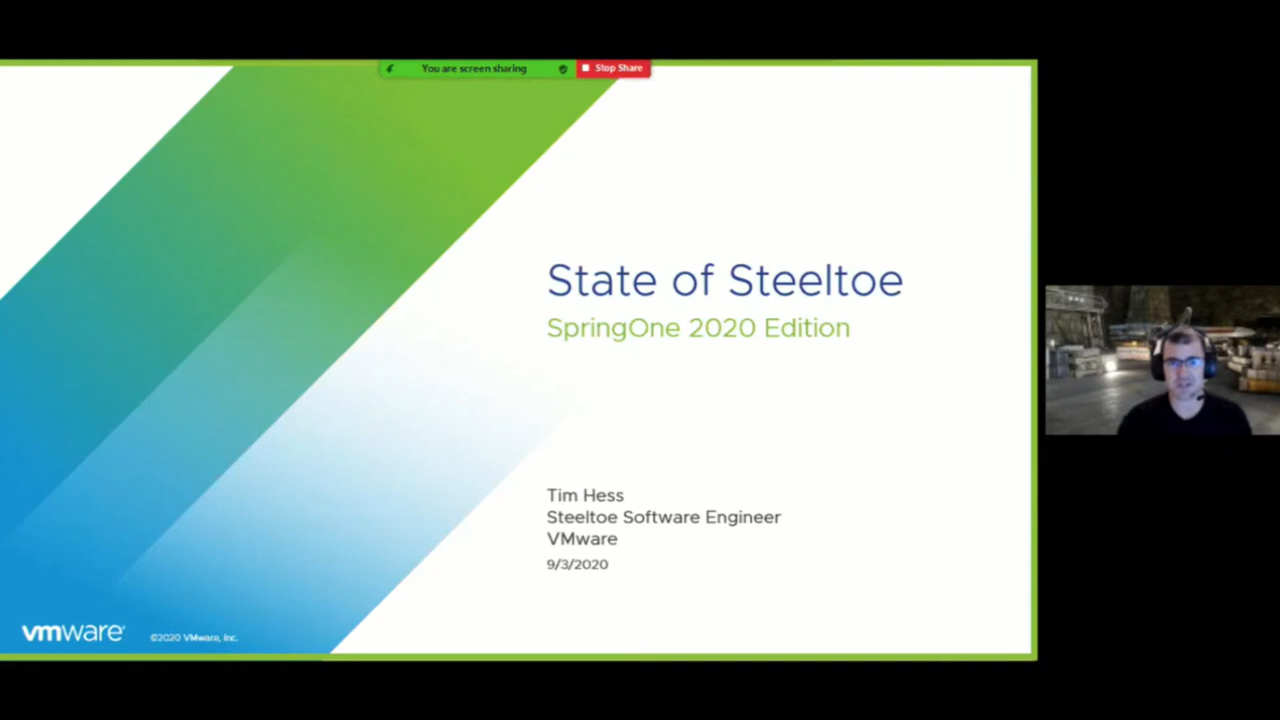 You are screen sharing
Stop Share
State of Steeltoe
SpringOne 2020 Edition
Tim Hess
Steeltoe Software Engineer
VMware
9/3/2020
vmware®
©2020 VMware, Inc.